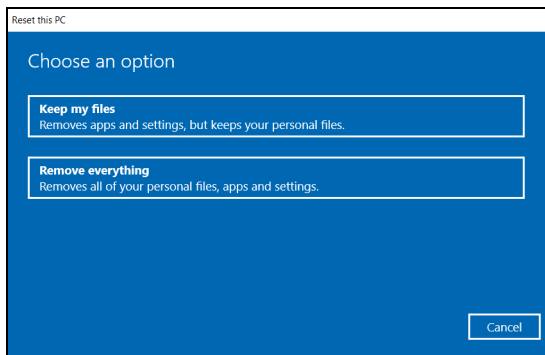 Reset this PC
Choose an option
Keep my files
Removes apps and settings, but keeps your personal files.
Remove everything
Removes all of your personal files, apps and settings.
Cancel